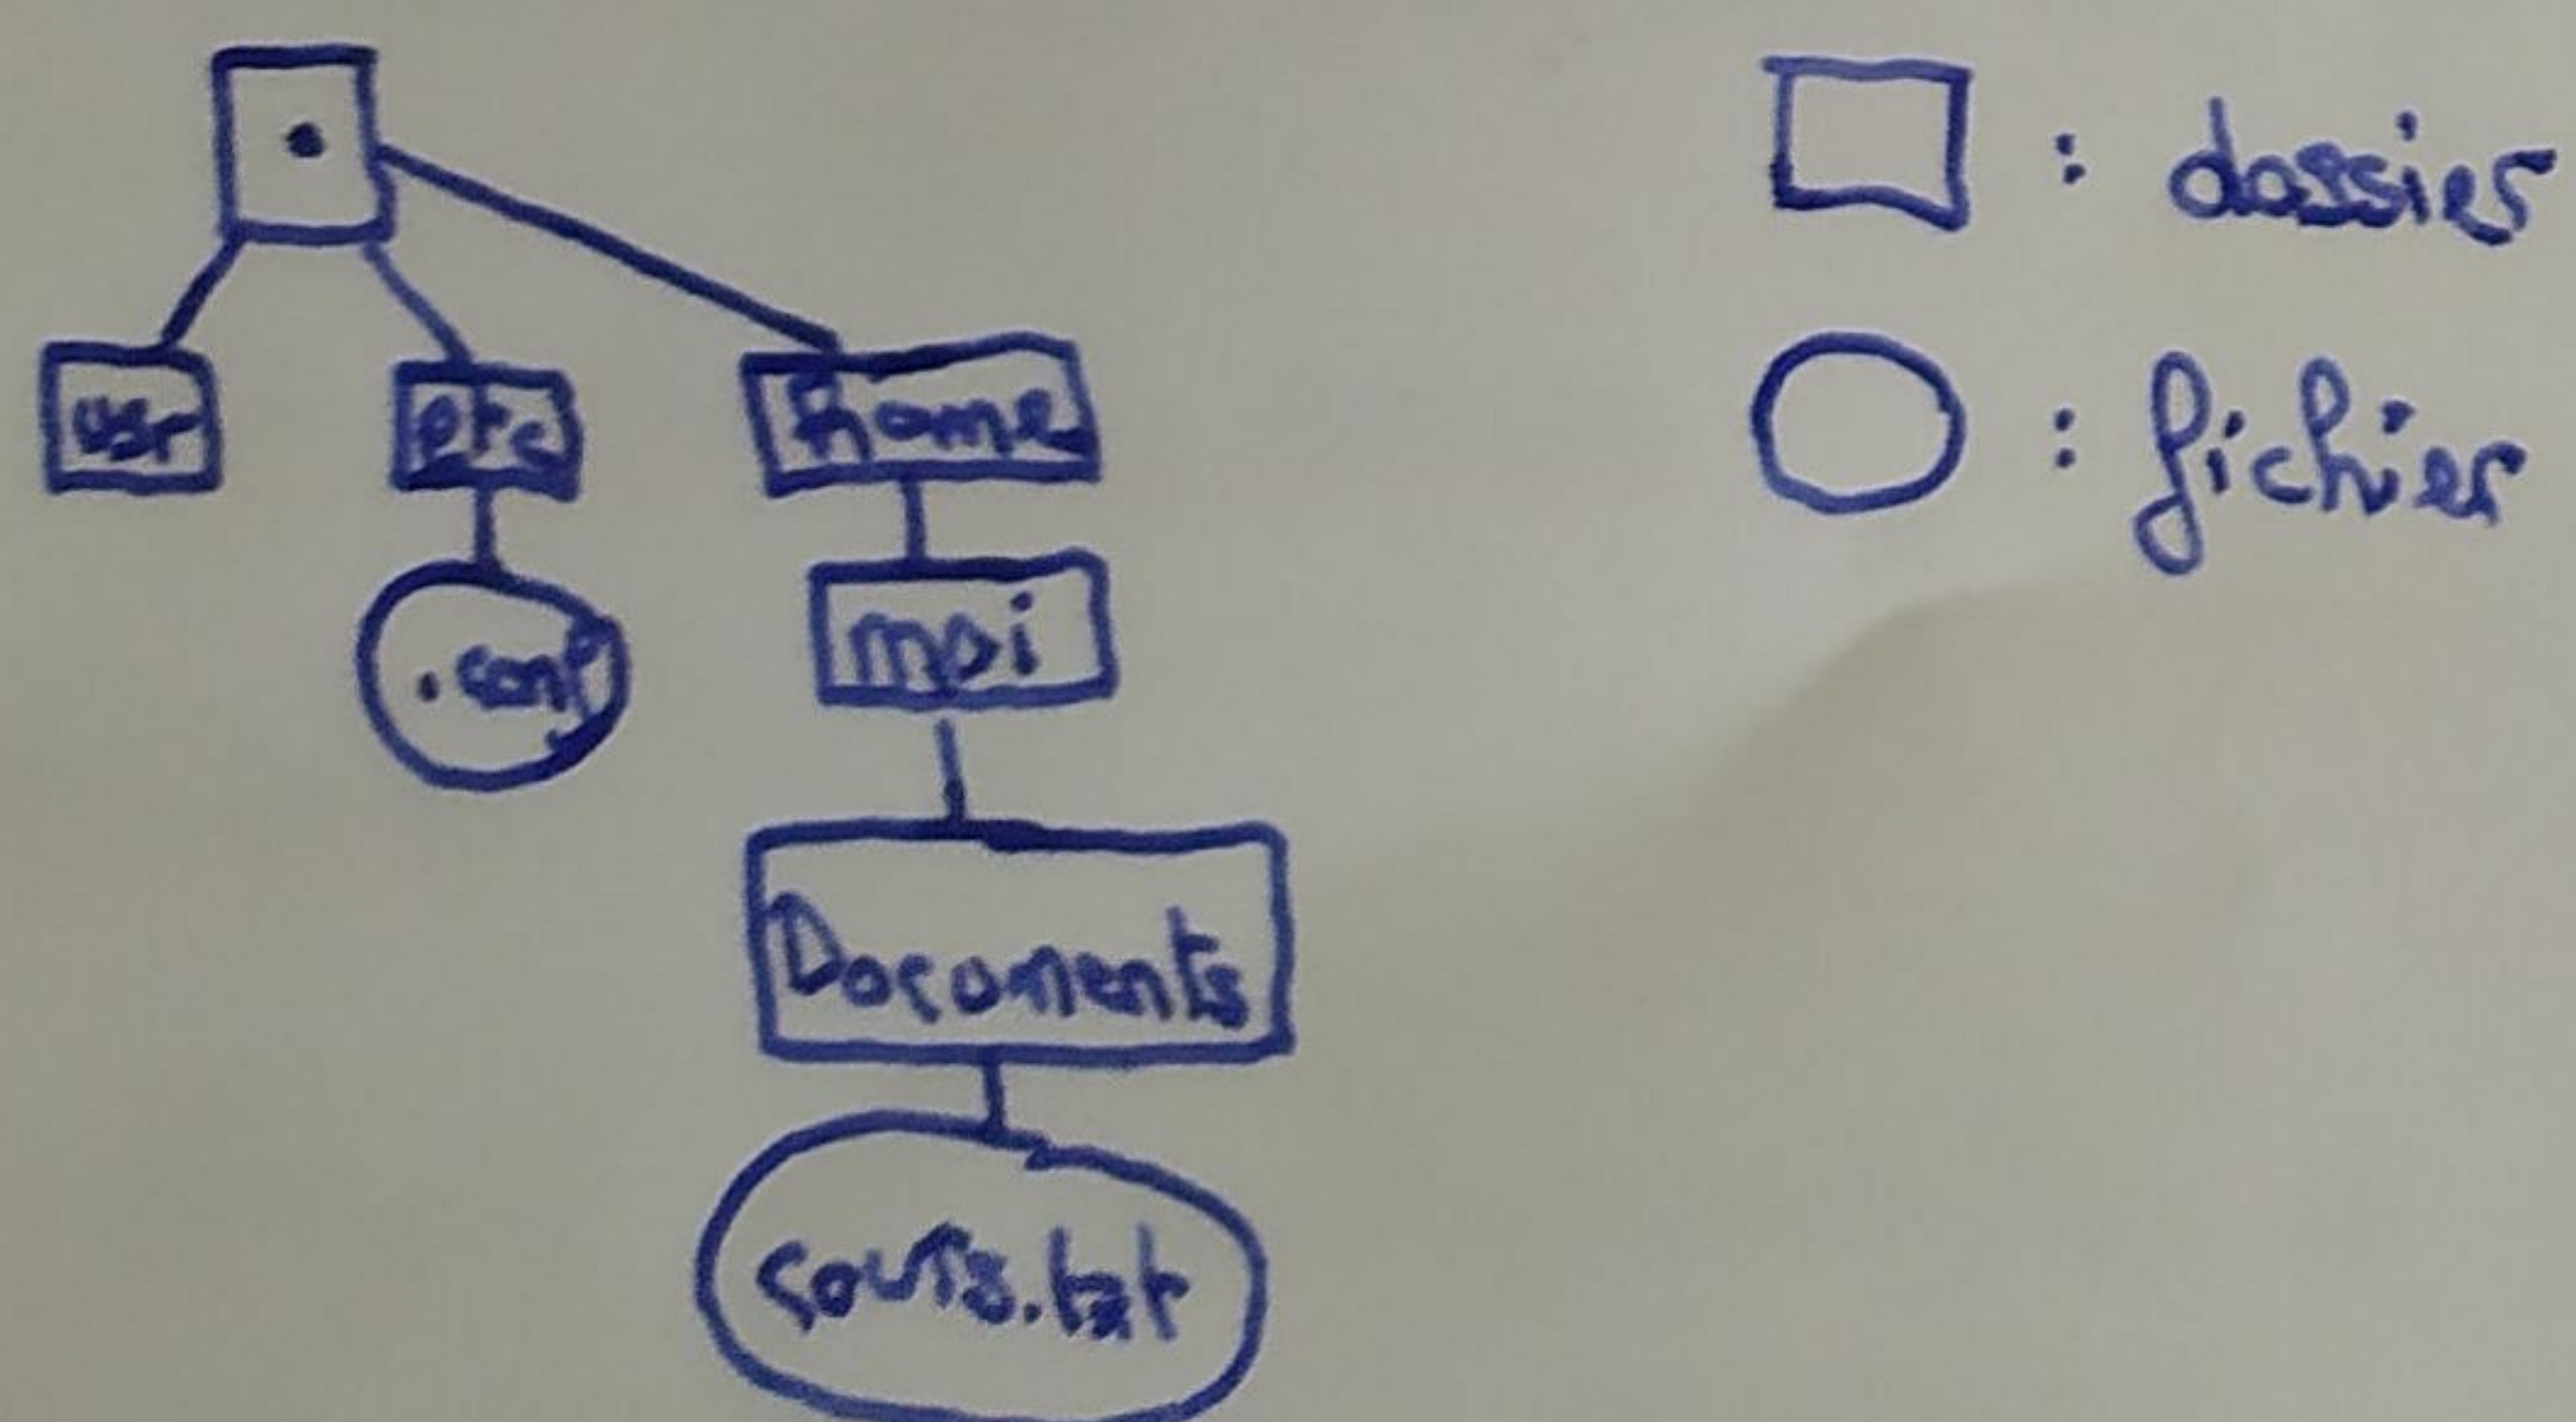 .
: dossier
usr
etc
home
: fichier
.conf
moi
Documents
cours.txt